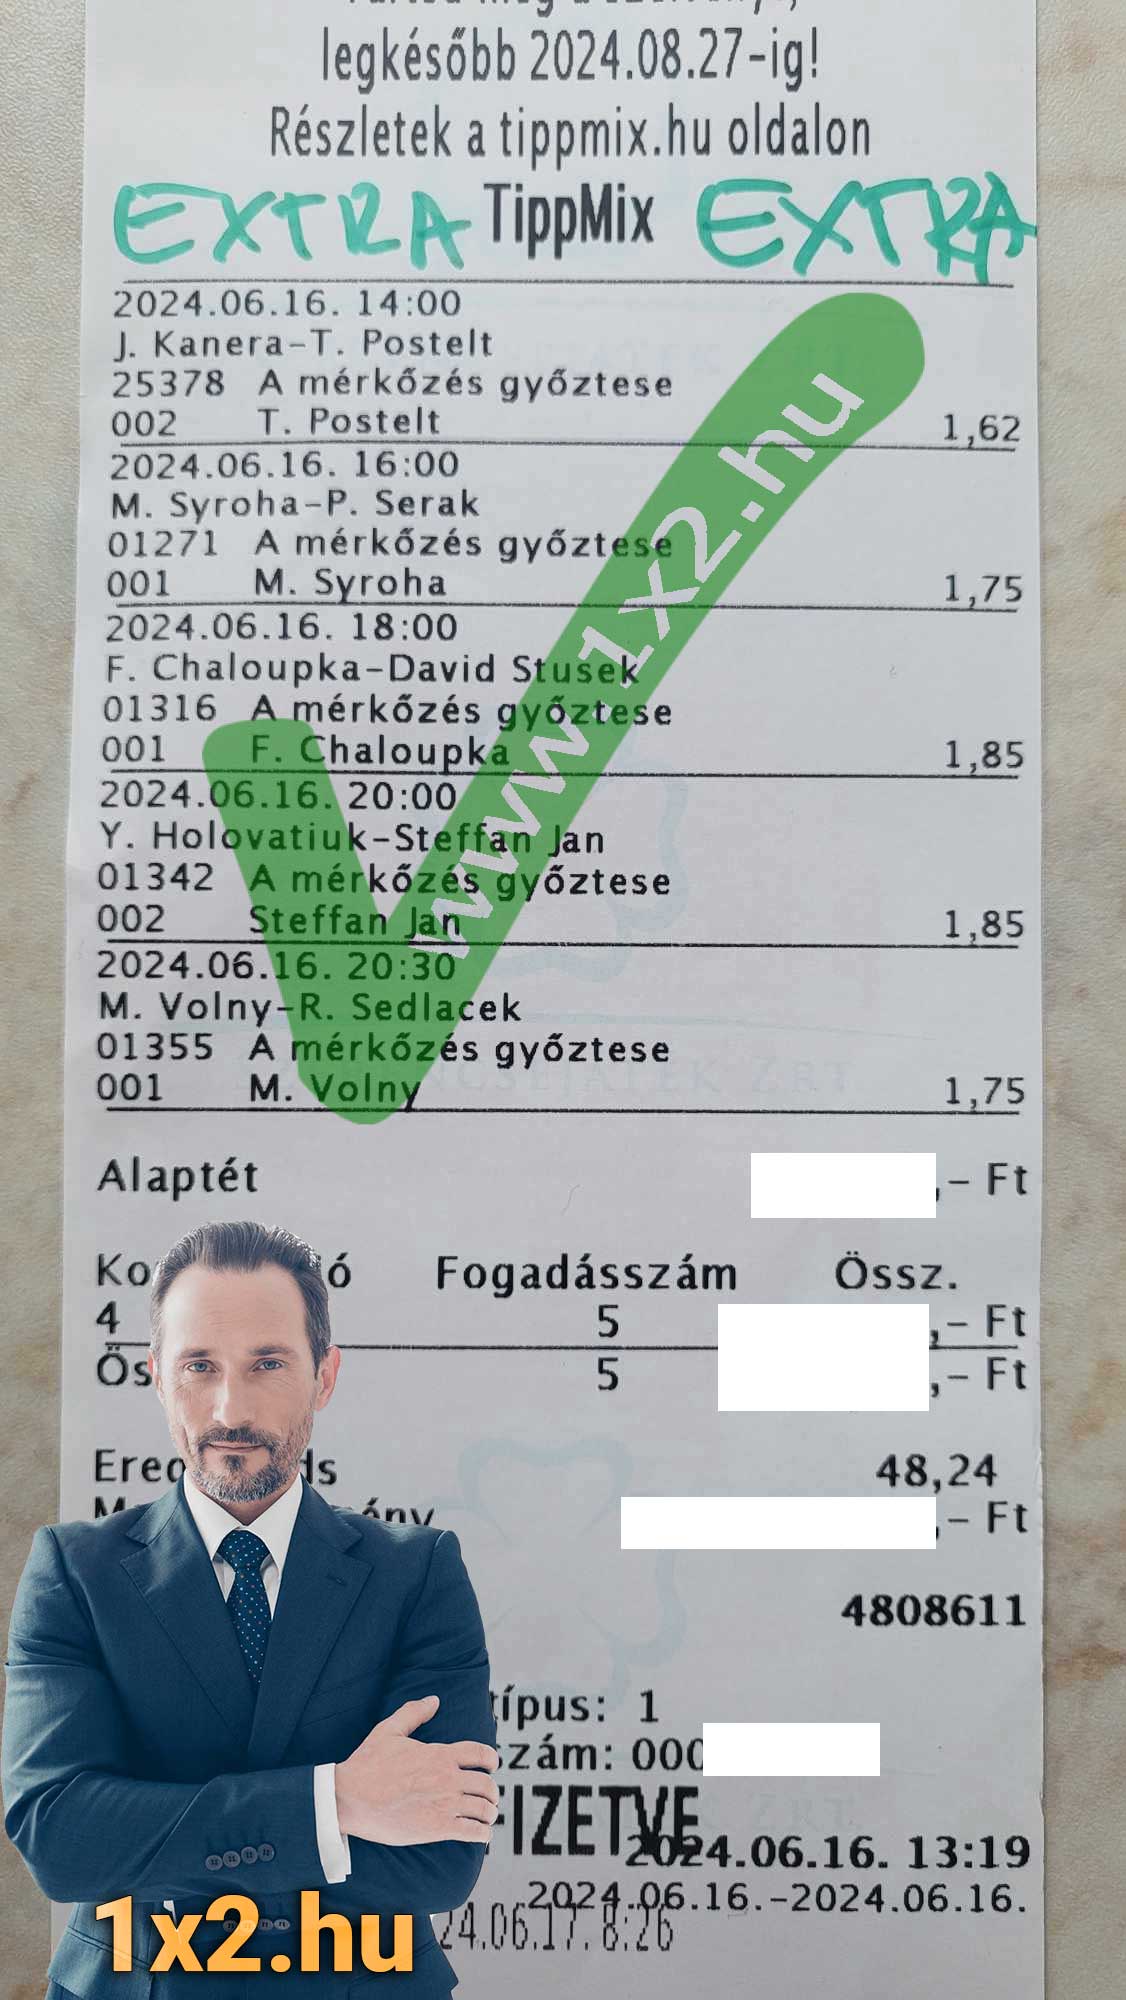 legkésőbb 2024.08.27-ig!
Részletek a tippmix.hu oldalon
EXTRA TippMix EXTRA
2024.06.16. 14:00
J. Kanera-T. Postelt
25378 A mérkőzés győztese
002 T. Postelt 1,62
2024.06.16. 16:00
M. Syroha-P. Serak
01271 A mérkőzés győztese
001 M. Syroha 1,75
2024.06.16. 18:00
F. Chaloupka-David Stusek
01316 A mérkőzés győztese
001 F. Chaloupka 1,85
2024.06.16. 20:00
Y. Holovatiuk-Steffan Jan
01342 A mérkőzés győztese
002 Steffan Jan 1,85
2024.06.16. 20:30
M. Volny-R. Sedlacek
01355 A mérkőzés győztese
001 M. Volny 1,75
www.1x2.hu
Alaptét ,- Ft
Fogadásszám Össz.
4 5 ,- Ft
5 ,- Ft
48,24
,- Ft
4808611
típus: 1
szám: 000
FIZETVE
2024.06.16. 13:19
2024.06.16.-2024.06.16.
24.06.17. 8:26
1x2.hu